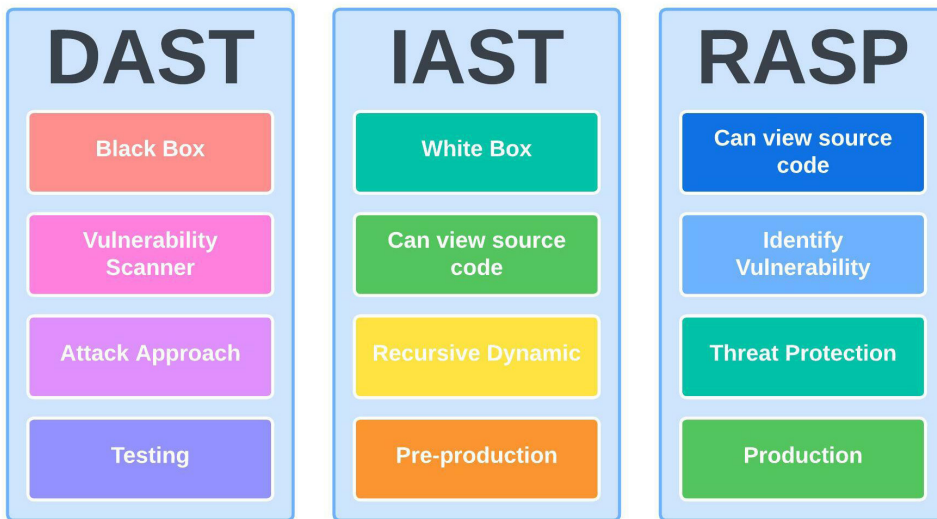 DAST
Black Box
Vulnerability
Scanner
Attack Approach
Testing
IAST
White Box
Can view source
code
Recursive Dynamic
Pre-production
RASP
Can view source
code
Identify
Vulnerability
Threat Protection
Production